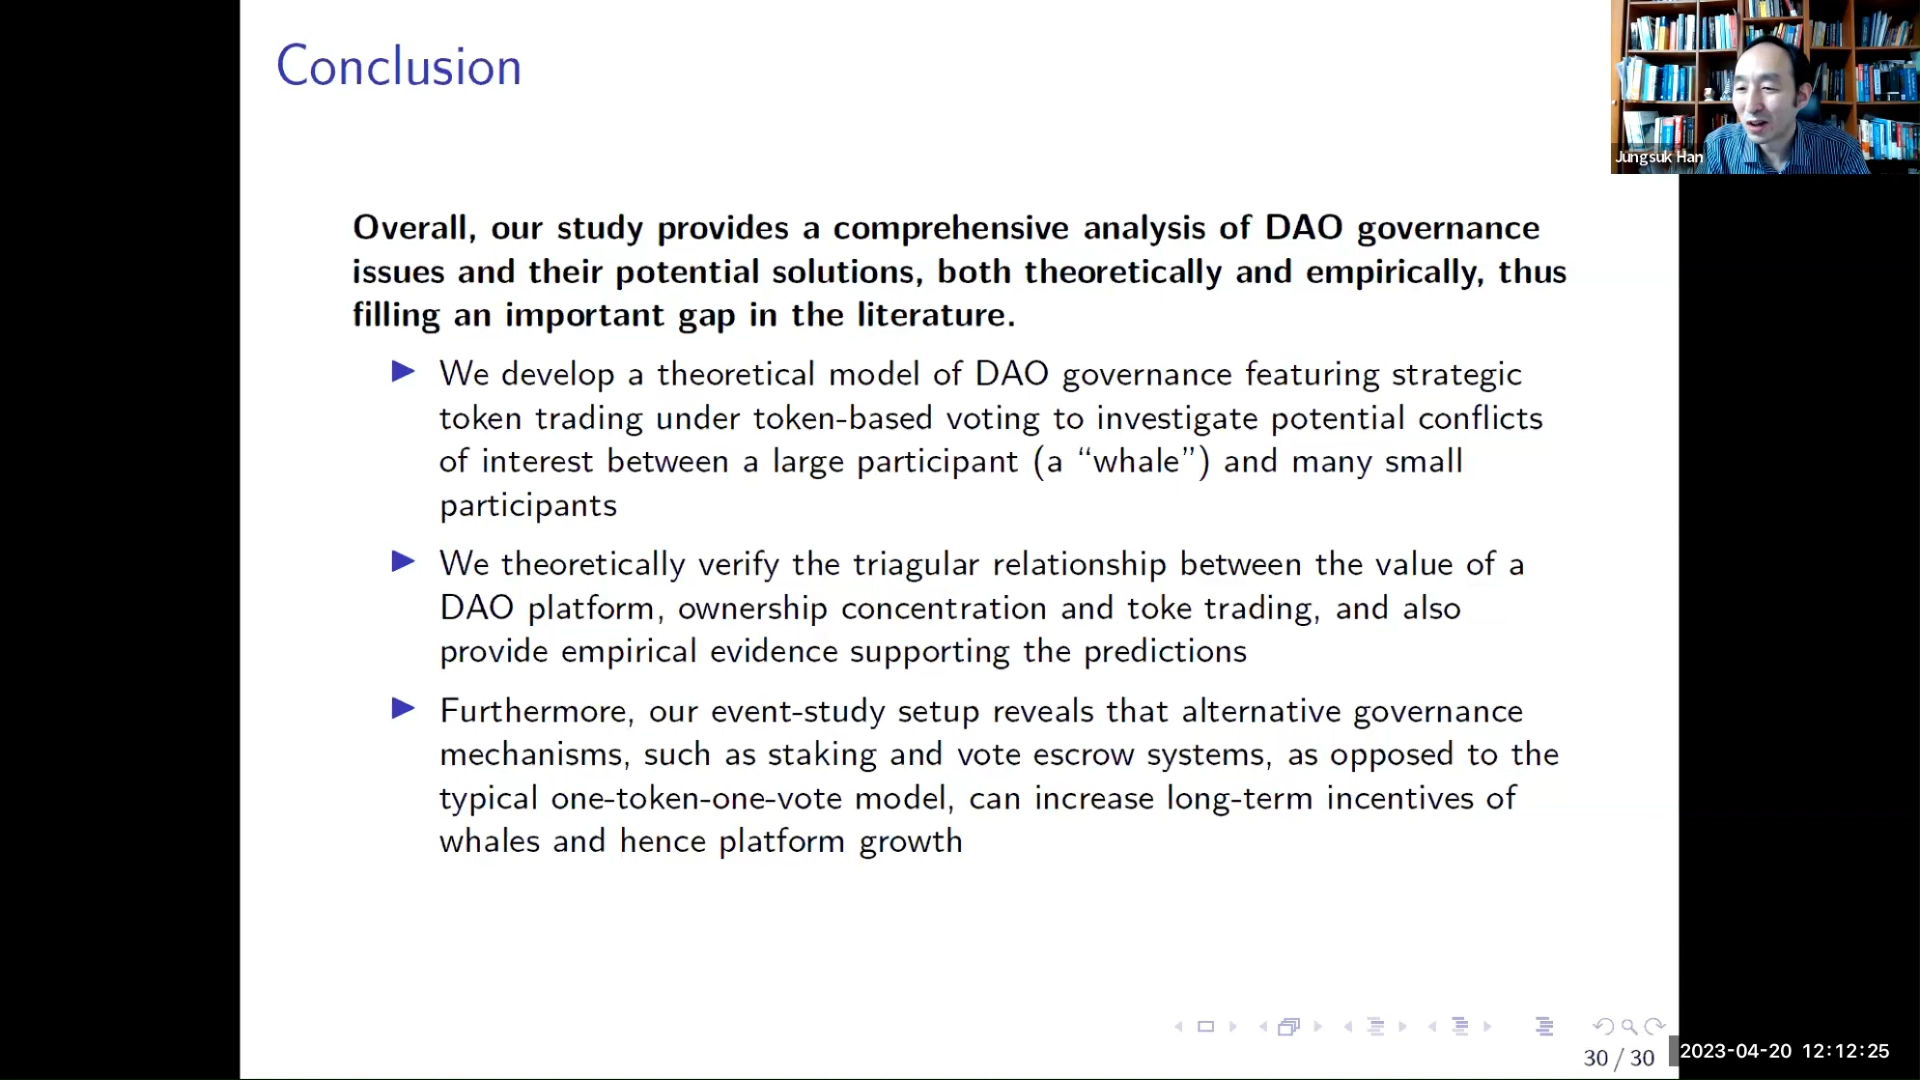 Conclusion
Jungsuk Han
Overall, our study provides a comprehensive analysis of DAO governance
issues and their potential solutions, both theoretically and empirically, thus
filling an important gap in the literature.
We develop a theoretical model of DAO governance featuring strategic
token trading under token-based voting to investigate potential conflicts
of interest between a large participant (a “whale”) and many small
participants
We theoretically verify the triagular relationship between the value of a
DAO platform, ownership concentration and toke trading, and also
provide empirical evidence supporting the predictions
Furthermore, our event-study setup reveals that alternative governance
mechanisms, such as staking and vote escrow systems, as opposed to the
typical one-token-one-vote model, can increase long-term incentives of
whales and hence platform growth
30 / 30
2023-04-20 12:12:25